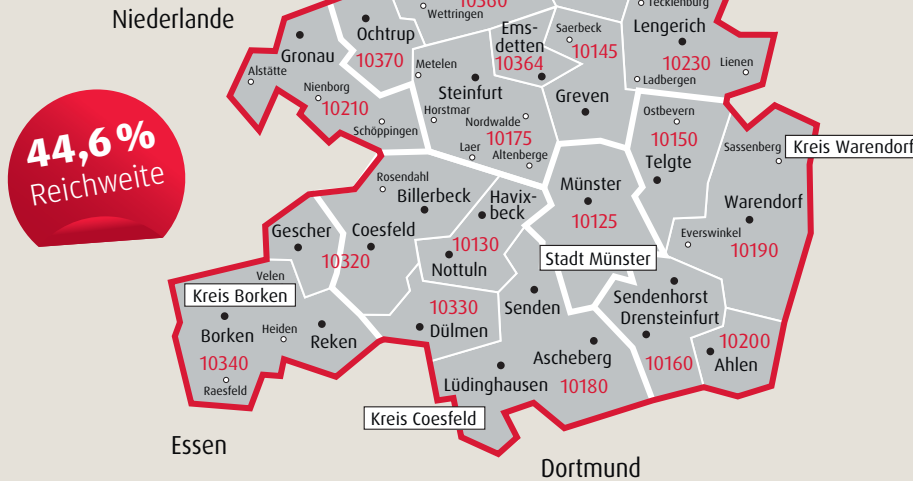 10360
Tecklenburg
Wettringen
Niederlande
Ochtrup
10370
Gronau
Alstätte
Nienborg
10210
Schöppingen
Metelen
Steinfurt
Horstmar
Nordwalde
10175
Laer
Altenberge
Ems-
detten
10364
Saerbeck
10145
Greven
Lengerich
10230
Lienen
Ladbergen
Ostbevern
10150
Telgte
Sassenberg
Kreis Warendorf
Warendorf
Everswinkel
10190
44,6 %
Reichweite
Rosendahl
Billerbeck
Havix-
beck
Münster
10125
Stadt Münster
Gescher
Coesfeld
10320
10130
Nottuln
Velen
Kreis Borken
Borken
Heiden
Reken
10340
Raesfeld
10330
Dülmen
Senden
Sendenhorst
Drensteinfurt
10160
10200
Ahlen
Ascheberg
Lüdinghausen
10180
Kreis Coesfeld
Essen
Dortmund